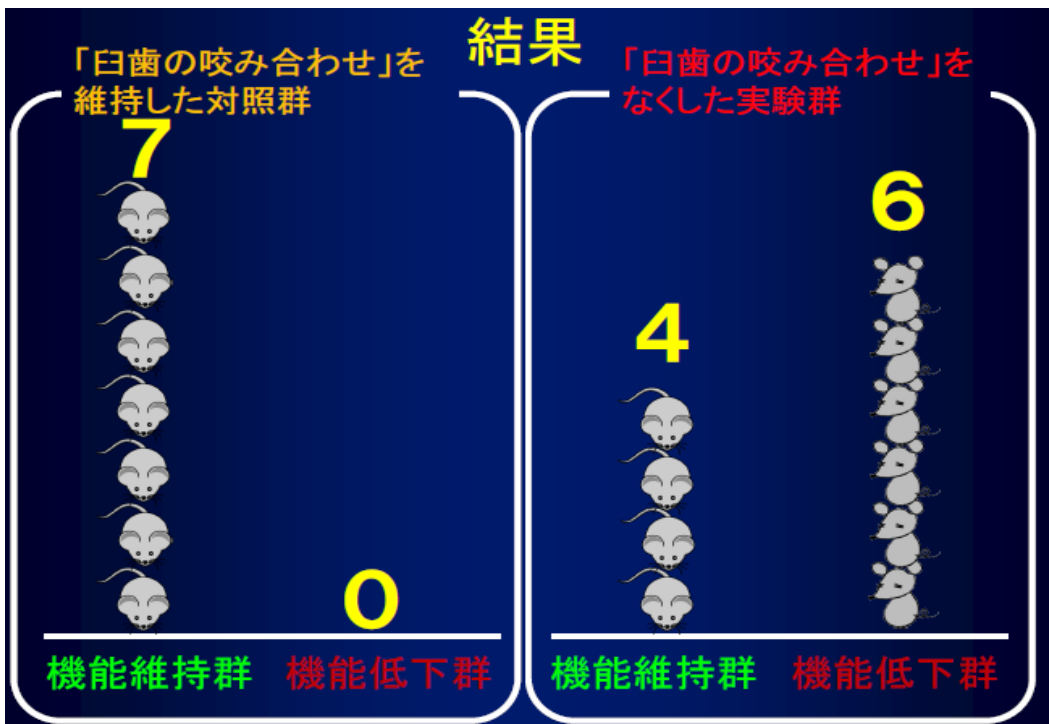 結果
「臼歯の咬み合わせ」を
維持した対照群
7
0
機能維持群
機能低下群
「臼歯の咬み合わせ」を
なくした実験群
4
6
機能維持群
機能低下群